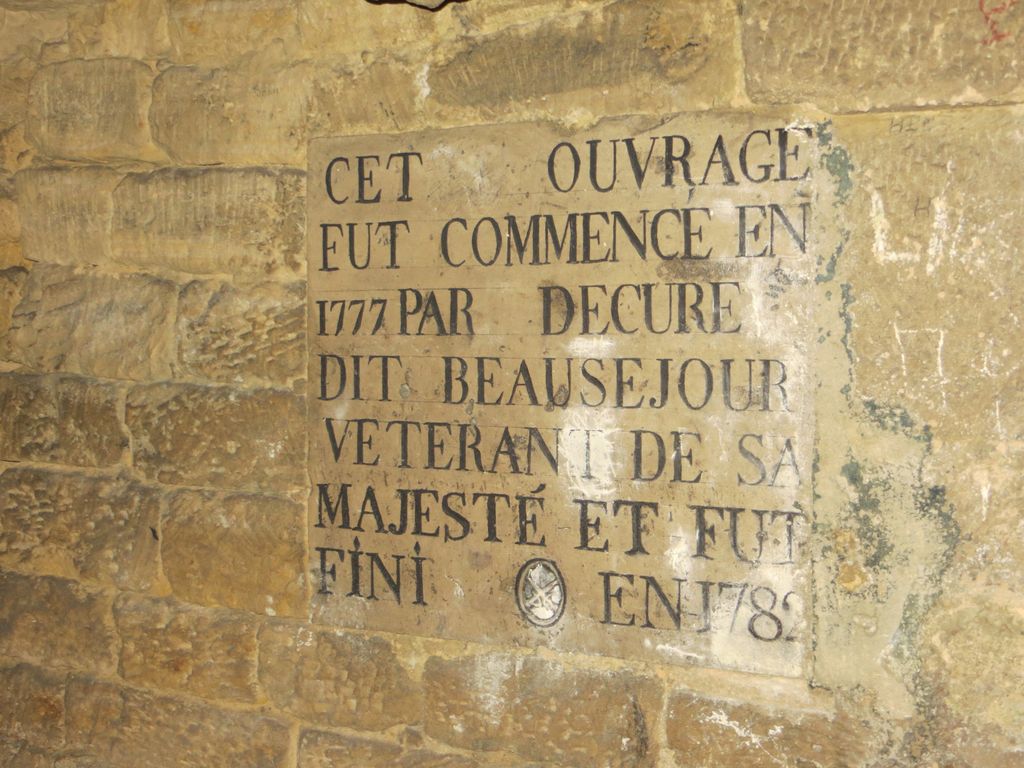 CET OUVRAGE
FUT COMMENCE EN
1777 PAR DECURE
DIT BEAUSEJOUR
VETERANT DE SA
MAJESTÉ ET FUT
FINI EN 1782